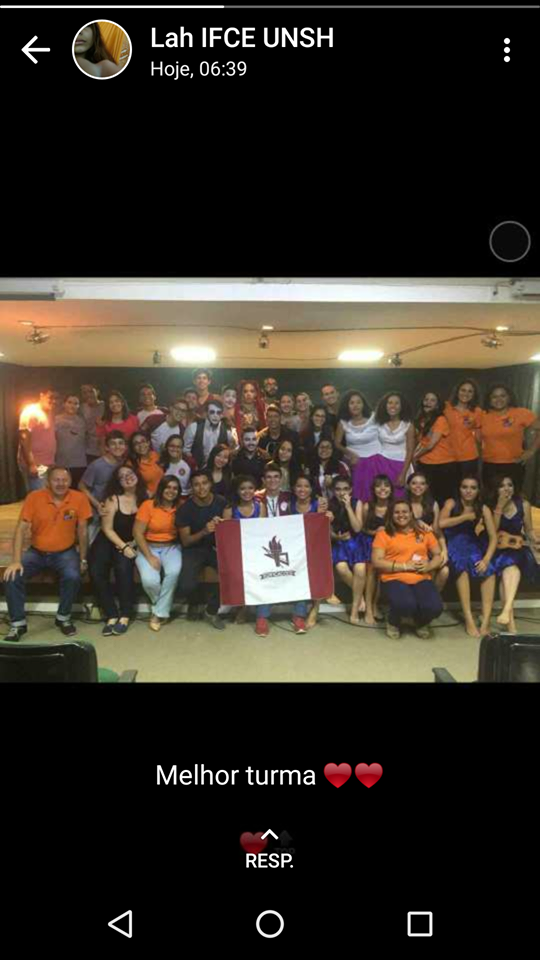 Lah IFCE UNSH
Hoje, 06:39
Melhor turma ❤️❤️
RESP.